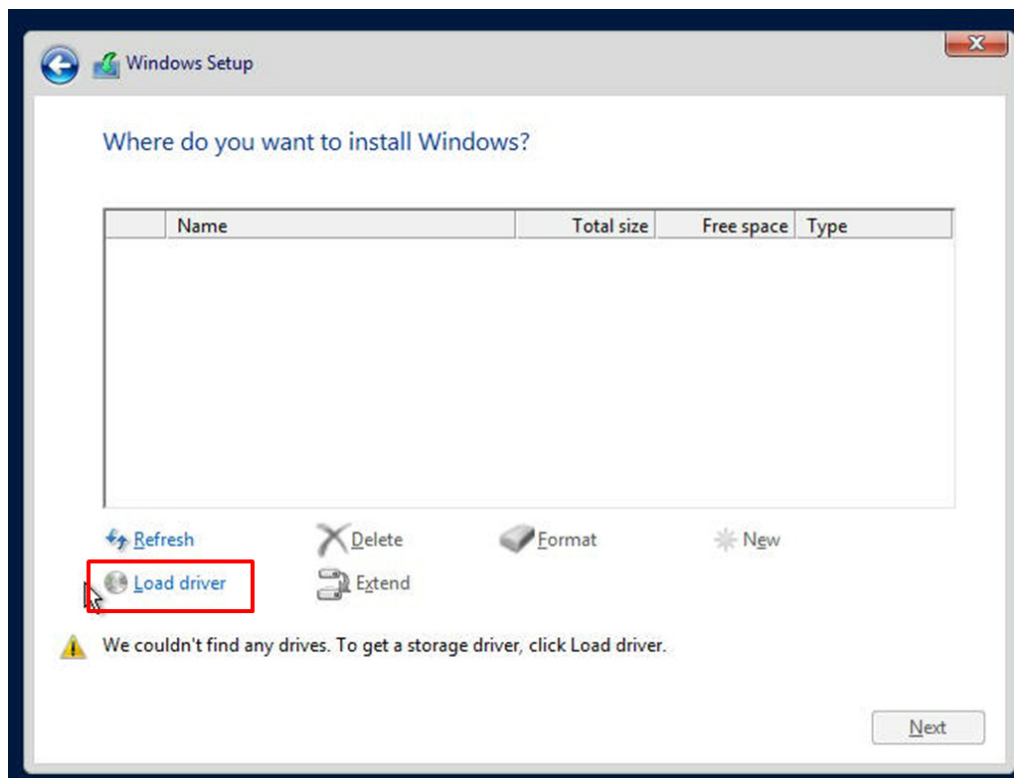 Windows Setup
Where do you want to install Windows?
Name Total size Free space Type
Refresh Delete Format New
Load driver Extend
We couldn't find any drives. To get a storage driver, click Load driver.
Next